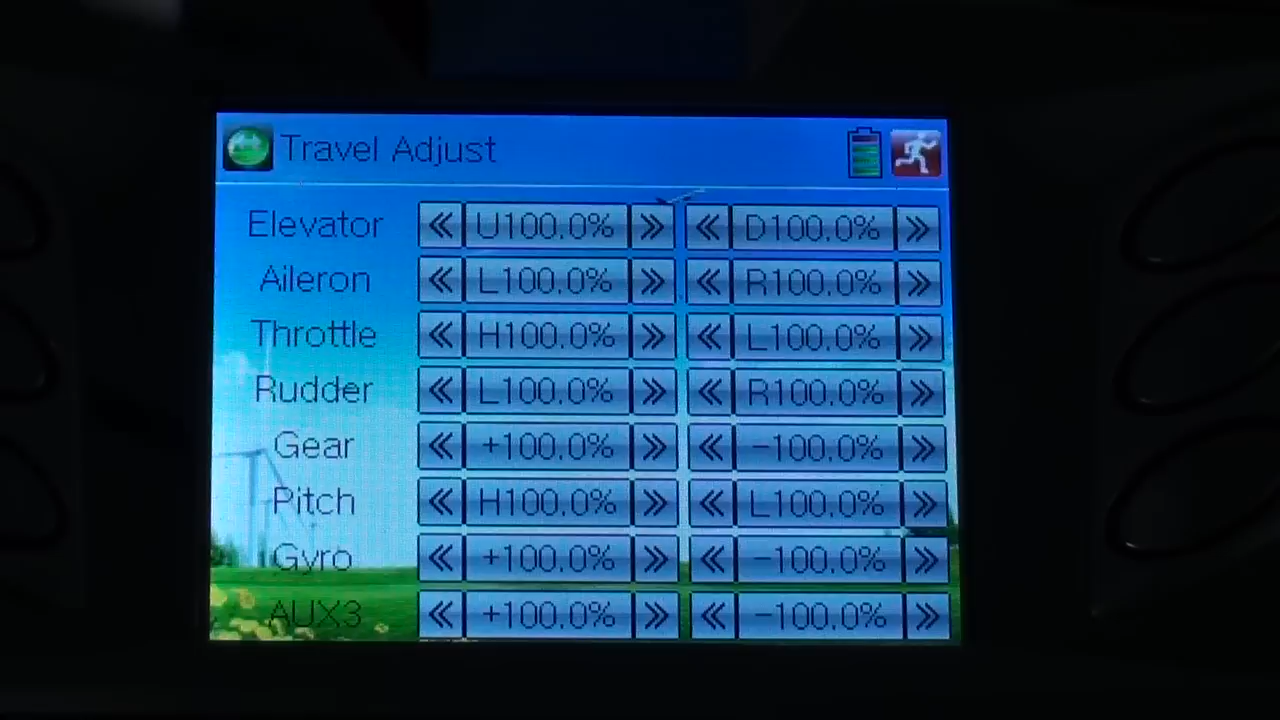 Travel Adjust
Elevator « U100.0% » « D100.0% »
Aileron « L100.0% » « R100.0% »
Throttle « H100.0% » « L100.0% »
Rudder « L100.0% » « R100.0% »
Gear « +100.0% » « -100.0% »
Pitch « H100.0% » « L100.0% »
Gyro « +100.0% » « -100.0% »
AUX3 « +100.0% » « -100.0% »